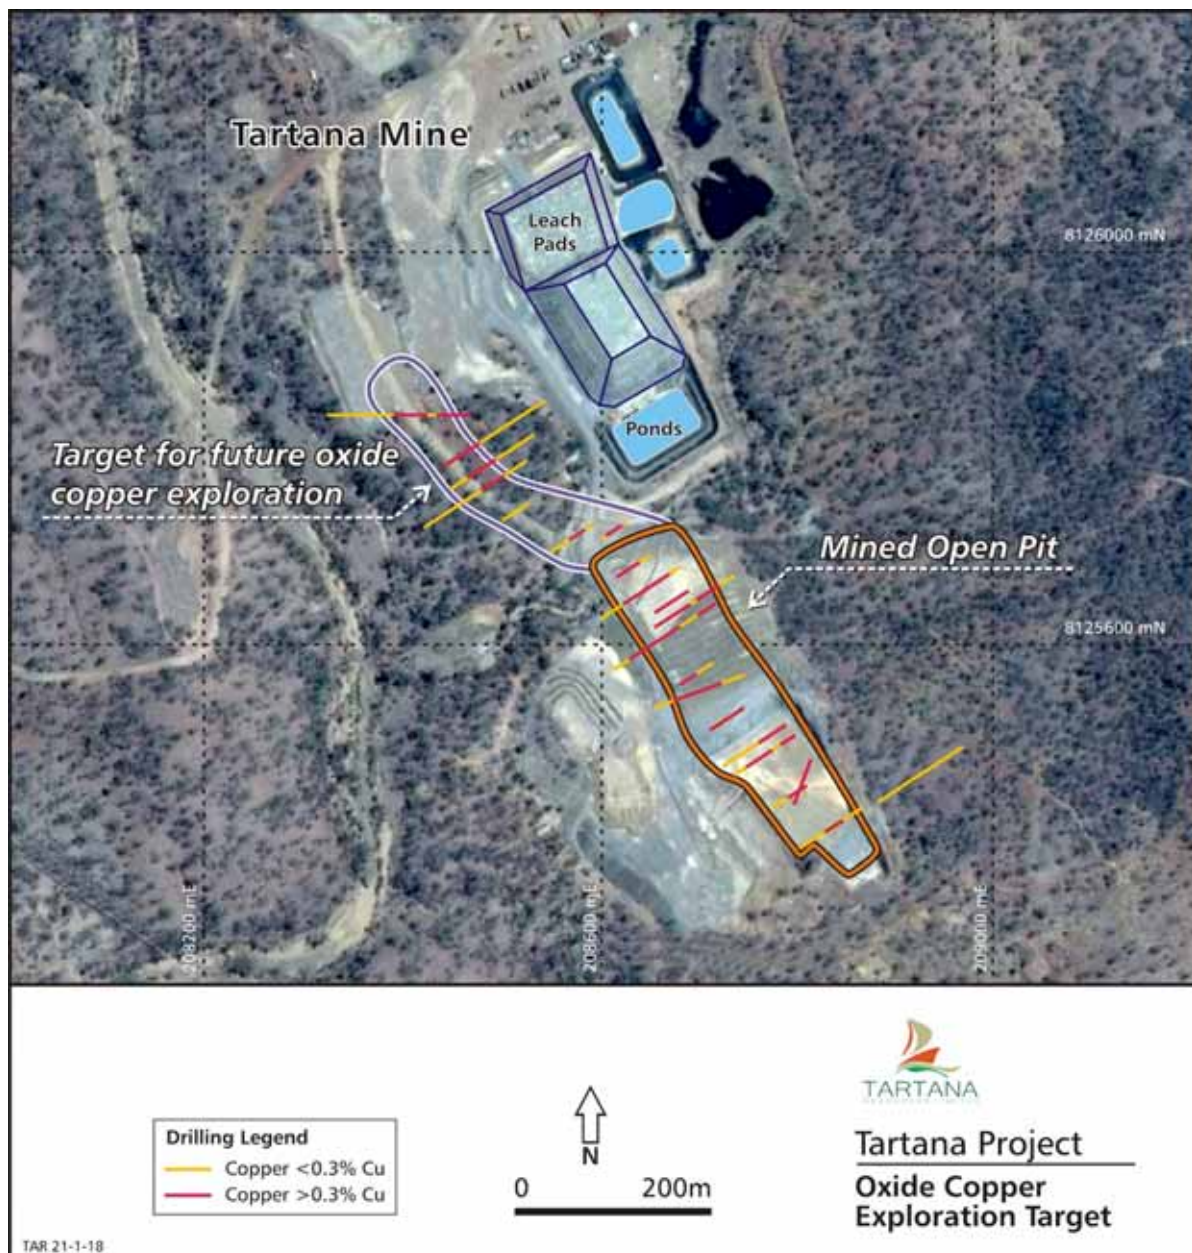 Tartana Mine
Leach
Pads
8126000 mN
Ponds
Target for future oxide
copper exploration
Mined Open Pit
8125600 mN
208200 mE
208600 mE
209000 mE
Drilling Legend
Copper <0.3% Cu
Copper >0.3% Cu
N
0 200m
TARTANA
Tartana Project
Oxide Copper
Exploration Target
TAR 21-1-18